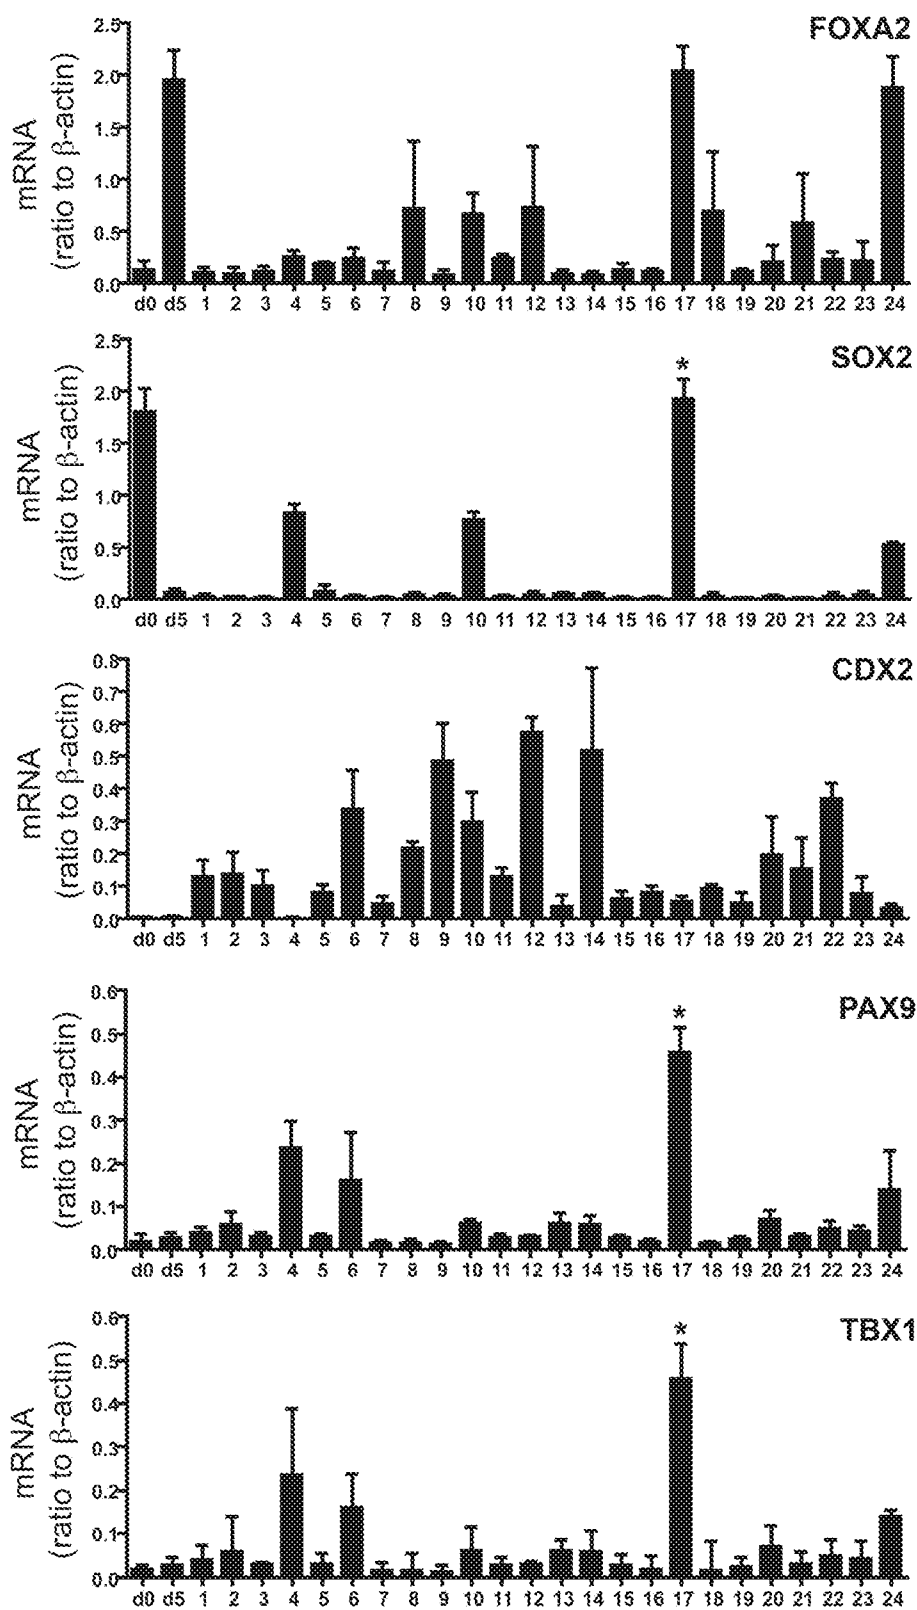 FOXA2
mRNA
(ratio to β-actin)
2.5
2.0
1.5
1.0
0.5
0.0
d0 d5 1 2 3 4 5 6 7 8 9 10 11 12 13 14 15 16 17 18 19 20 21 22 23 24
SOX2
mRNA
(ratio to β-actin)
2.5
2.0
1.5
1.0
0.5
0.0
*
d0 d5 1 2 3 4 5 6 7 8 9 10 11 12 13 14 15 16 17 18 19 20 21 22 23 24
CDX2
mRNA
(ratio to β-actin)
0.8
0.7
0.6
0.5
0.4
0.3
0.2
0.1
0.0
d0 d5 1 2 3 4 5 6 7 8 9 10 11 12 13 14 15 16 17 18 19 20 21 22 23 24
PAX9
mRNA
(ratio to β-actin)
0.6
0.5
0.4
0.3
0.2
0.1
0.0
*
d0 d5 1 2 3 4 5 6 7 8 9 10 11 12 13 14 15 16 17 18 19 20 21 22 23 24
TBX1
mRNA
(ratio to β-actin)
0.6
0.5
0.4
0.3
0.2
0.1
0.0
*
d0 d5 1 2 3 4 5 6 7 8 9 10 11 12 13 14 15 16 17 18 19 20 21 22 23 24